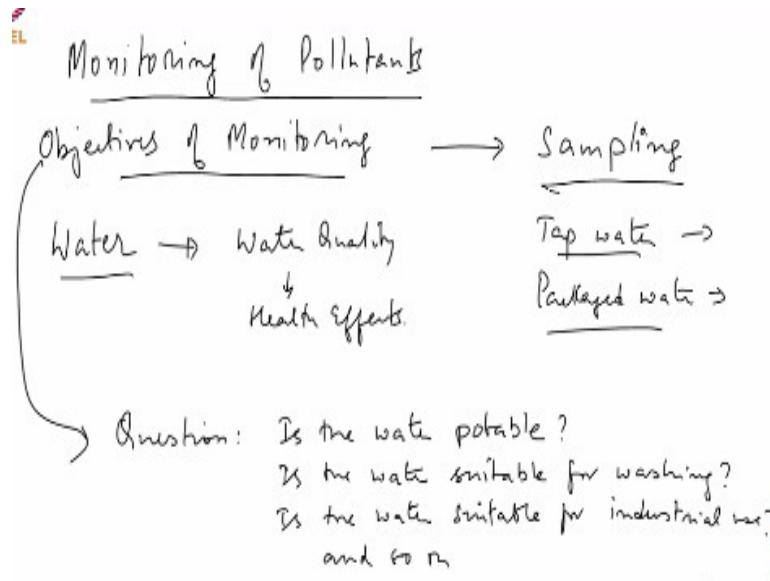 EL
Monitoring of Pollutants
Objectives of Monitoring → Sampling
Water → Water Quality
↓
Health Effects.
Tap water →
Packaged water →
Question: Is the water potable?
Is the water suitable for washing?
Is the water suitable for industrial use?
and so on